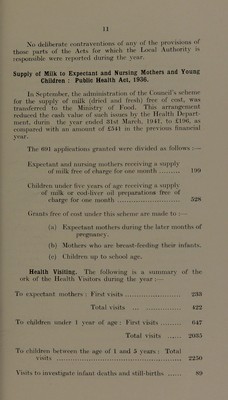 11
No deliberate contraventions of any of the provisions of
those parts of the Acts for which the Local Authority is
responsible were reported during the year.
Supply of Milk to Expectant and Nursing Mothers and Young
Children : Public Health Act, 1936.
In September, the administration of the Council's scheme
for the supply of milk (dried and fresh) free of cost, was
transferred to the Ministry of Food. This arrangement
reduced the cash value of such issues by the Health Depart-
ment, durin the year ended 31st March, 1941, to £196, as
compared with an amount of £541 in the previous financial
year.
The 691 applications granted were divided as follows :—
Expectant and nursing mothers receiving a supply
of milk free of charge for one month ......... 199
Children under five years of age receiving a supply
of milk or cod-liver oil preparations free of
charge for one month ........................ 528
Grants free of cost under this scheme are made to :—
(a) Expectant mothers during the later months of
pregnancy.
(b) Mothers who are breast-feeding their infants.
(c) Children up to school age.
Health Visiting. The following is a summary of the
ork of the Health Visitors during the year :—
To expectant mothers : First visits ..................... 233
Total visits ..................... 422
To children under 1 year of age : First visits ......... 647
Total visits ...... 2035
To children between the age of 1 and 5 years : Total
visits ............................................. 2250
Visits to investigate infant deaths and still-births ...... 89